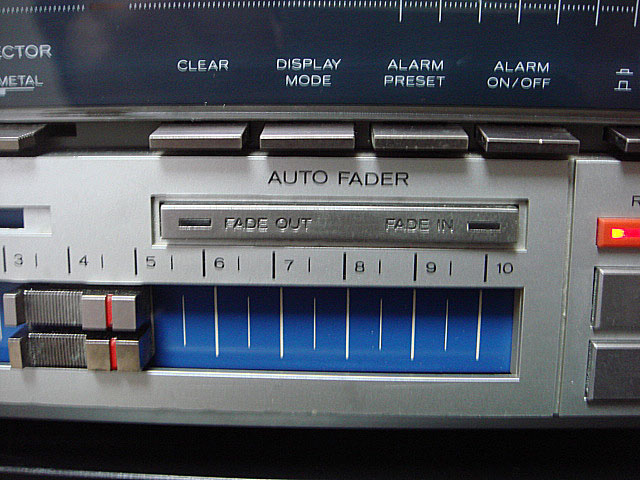 ECTOR
METAL
CLEAR
DISPLAY
MODE
ALARM
PRESET
ALARM
ON/OFF
AUTO FADER
FADE OUT
FADE IN
R
3 4 5 6 7 8 9 10